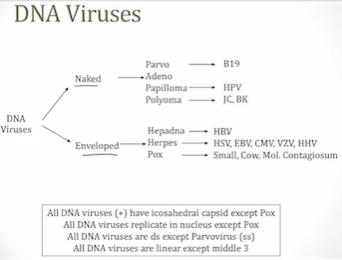 DNA Viruses
DNA Viruses
Naked
Parvo
B19
Adeno
Papilloma
HPV
Polyoma
JC, BK
Enveloped
Hepadna
HBV
Herpes
HSV, EBV, CMV, VZV, HHV
Pox
Small, Cow, Mol. Contagiosum
All DNA viruses (+) have icosahedral capsid except Pox
All DNA viruses replicate in nucleus except Pox
All DNA viruses are ds except Parvovirus (ss)
All DNA viruses are linear except middle 3